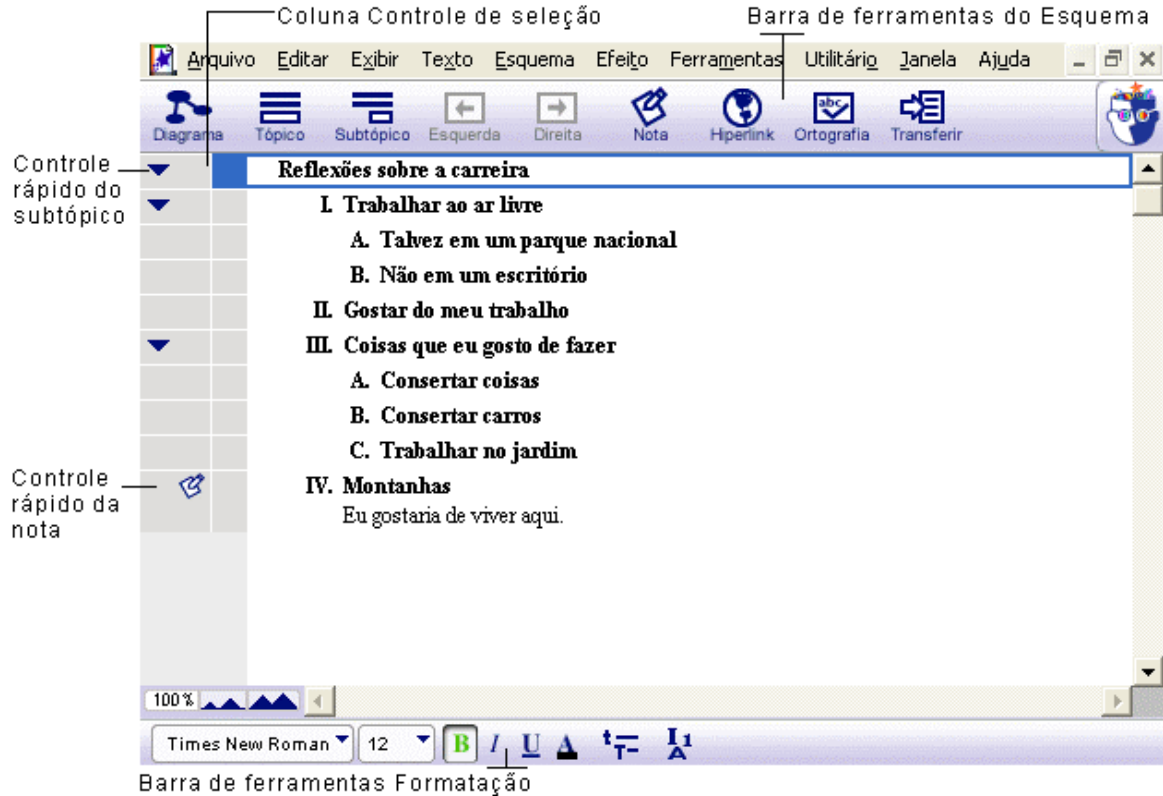 Coluna Controle de seleção Barra de ferramentas do Esquema
Arquivo Editar Exibir Texto Esquema Efeito Ferramentas Utilitário Janela Ajuda
abc
Diagrama Tópico Subtópico Esquerda Direita Nota Hiperlink Ortografia Transferir
Controle
rápido do
subtópico
Reflexões sobre a carreira
I. Trabalhar ao ar livre
A. Talvez em um parque nacional
B. Não em um escritório
II. Gostar do meu trabalho
III. Coisas que eu gosto de fazer
A. Consertar coisas
B. Consertar carros
C. Trabalhar no jardim
Controle
rápido da
nota
IV. Montanhas
Eu gostaria de viver aqui.
100%
Times New Roman 12 B I U A t T I 1 A
Barra de ferramentas Formatação